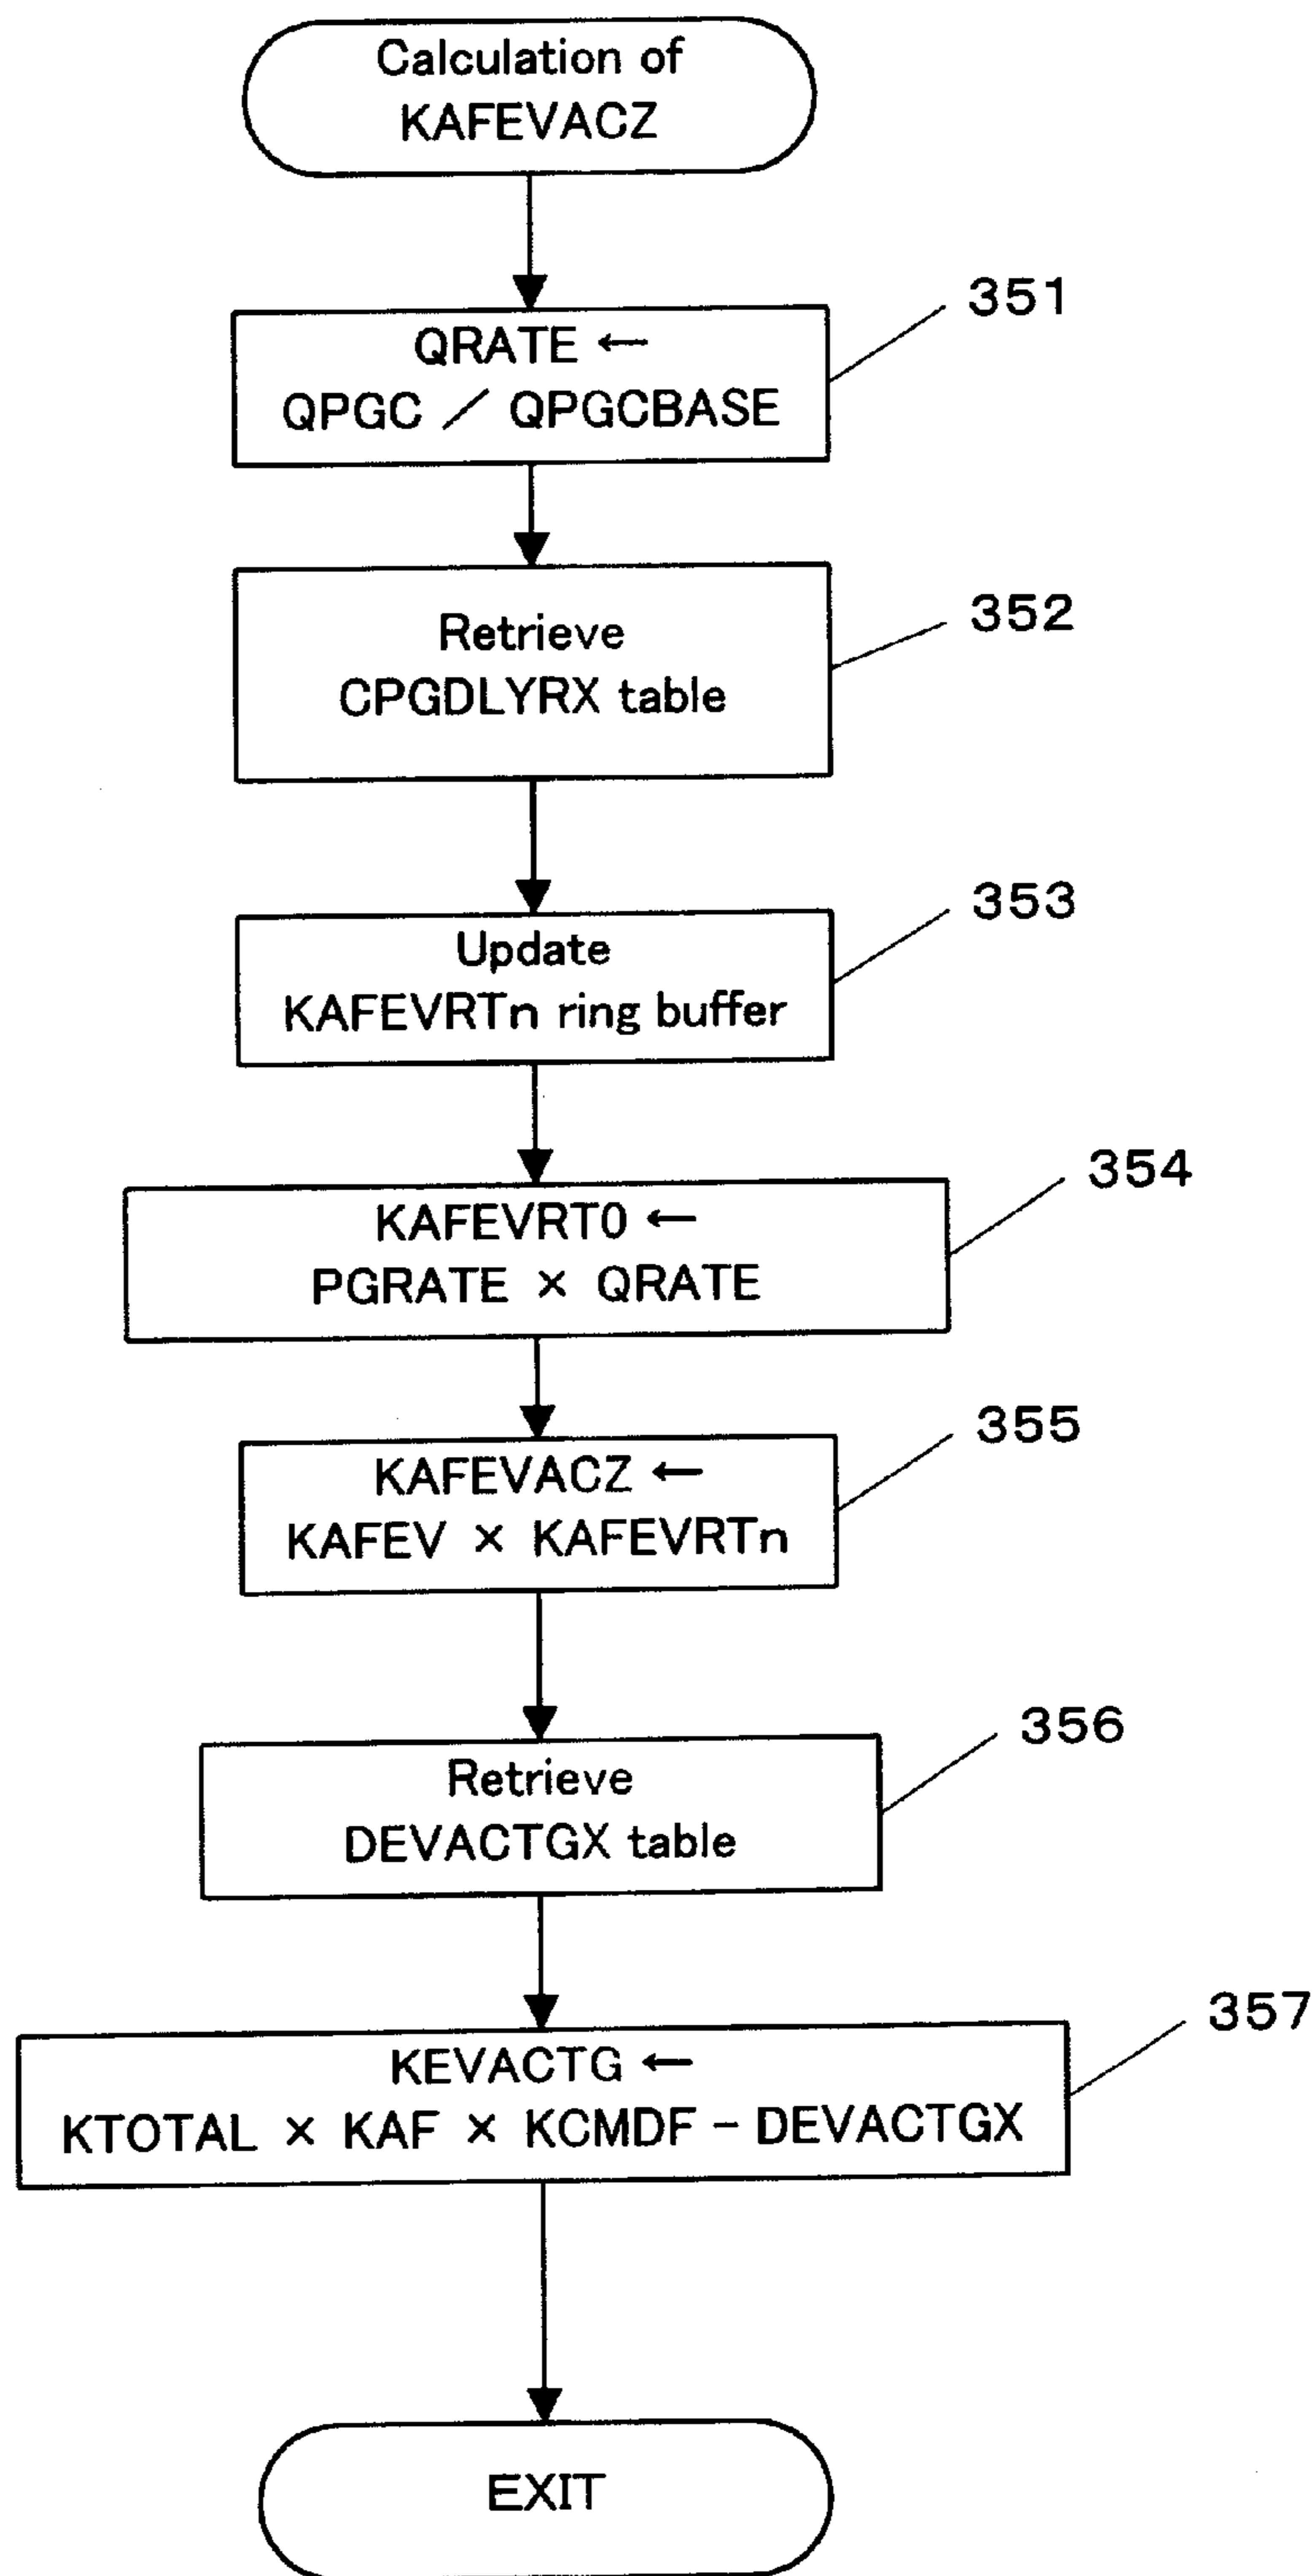 Calculation of
KAFEVACZ
351
QRATE ←
QPGC / QPGCBASE
352
Retrieve
CPGDLYRX table
353
Update
KAFEVRTn ring buffer
354
KAFEVRT0 ←
PGRATE × QRATE
355
KAFEVACZ ←
KAFEV × KAFEVRTn
356
Retrieve
DEVACTGX table
357
KEVACTG ←
KTOTAL × KAF × KCMDF - DEVACTGX
EXIT